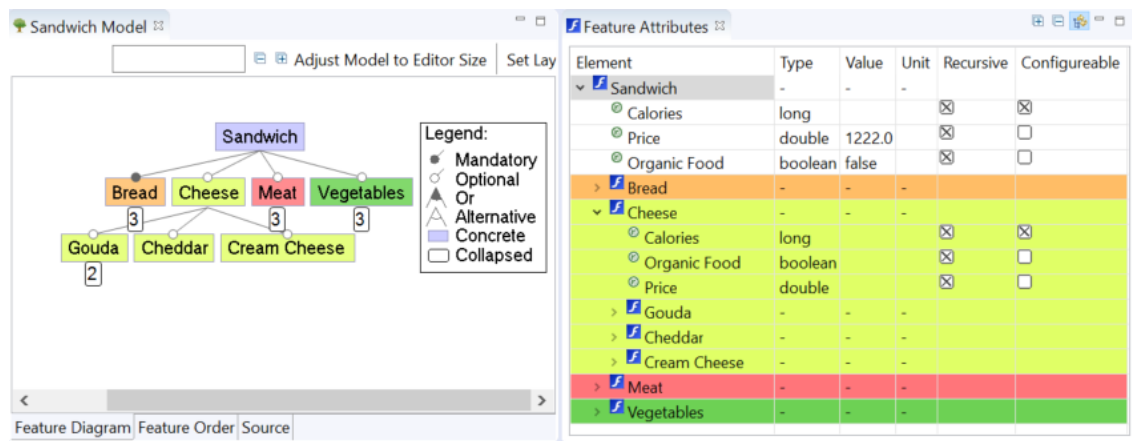 Sandwich Model
Adjust Model to Editor Size Set Lay
Sandwich
Bread Cheese Meat Vegetables
3 3 3
Gouda Cheddar Cream Cheese
2
Legend:
Mandatory
Optional
Or
Alternative
Concrete
Collapsed
Feature Diagram Feature Order Source
Feature Attributes
Element Type Value Unit Recursive Configureable
Sandwich - - -
Calories long
Price double 1222.0
Organic Food boolean false
Bread - - -
Cheese - - -
Calories long
Organic Food boolean
Price double
Gouda - - -
Cheddar - - -
Cream Cheese - - -
Meat - - -
Vegetables - - -